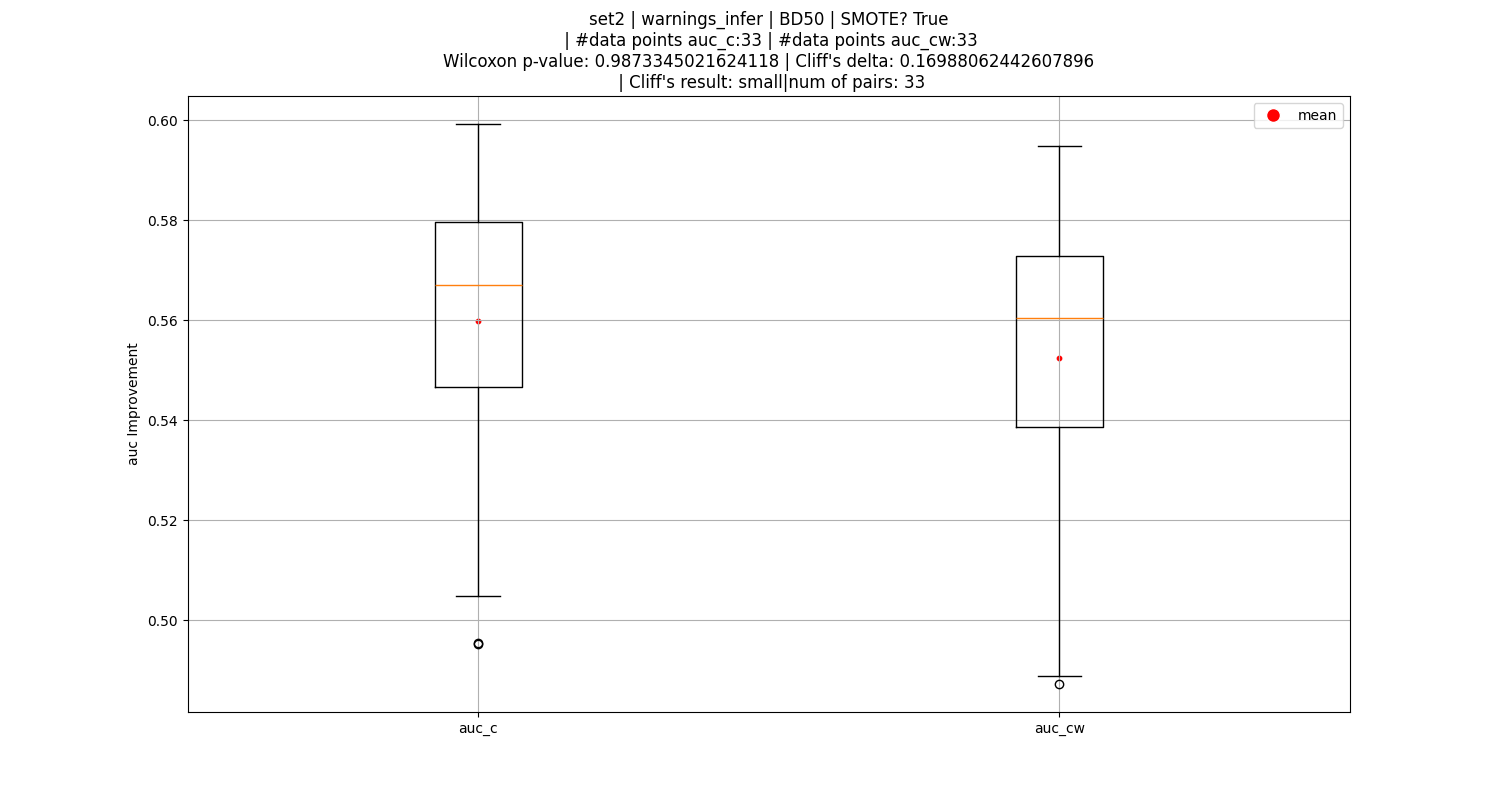 set2 | warnings_infer | BD50 | SMOTE? True
| #data points auc_c:33 | #data points auc_cw:33
Wilcoxon p-value: 0.9873345021624118 | Cliff's delta: 0.16988062442607896
| Cliff's result: small|num of pairs: 33
mean
0.60
0.58
0.56
0.54
0.52
0.50
auc Improvement
auc_c
auc_cw